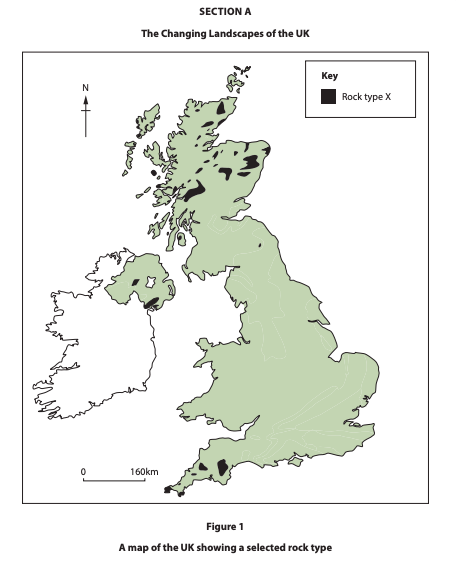 SECTION A
The Changing Landscapes of the UK
Key
Rock type X
N
0 160km
Figure 1
A map of the UK showing a selected rock type